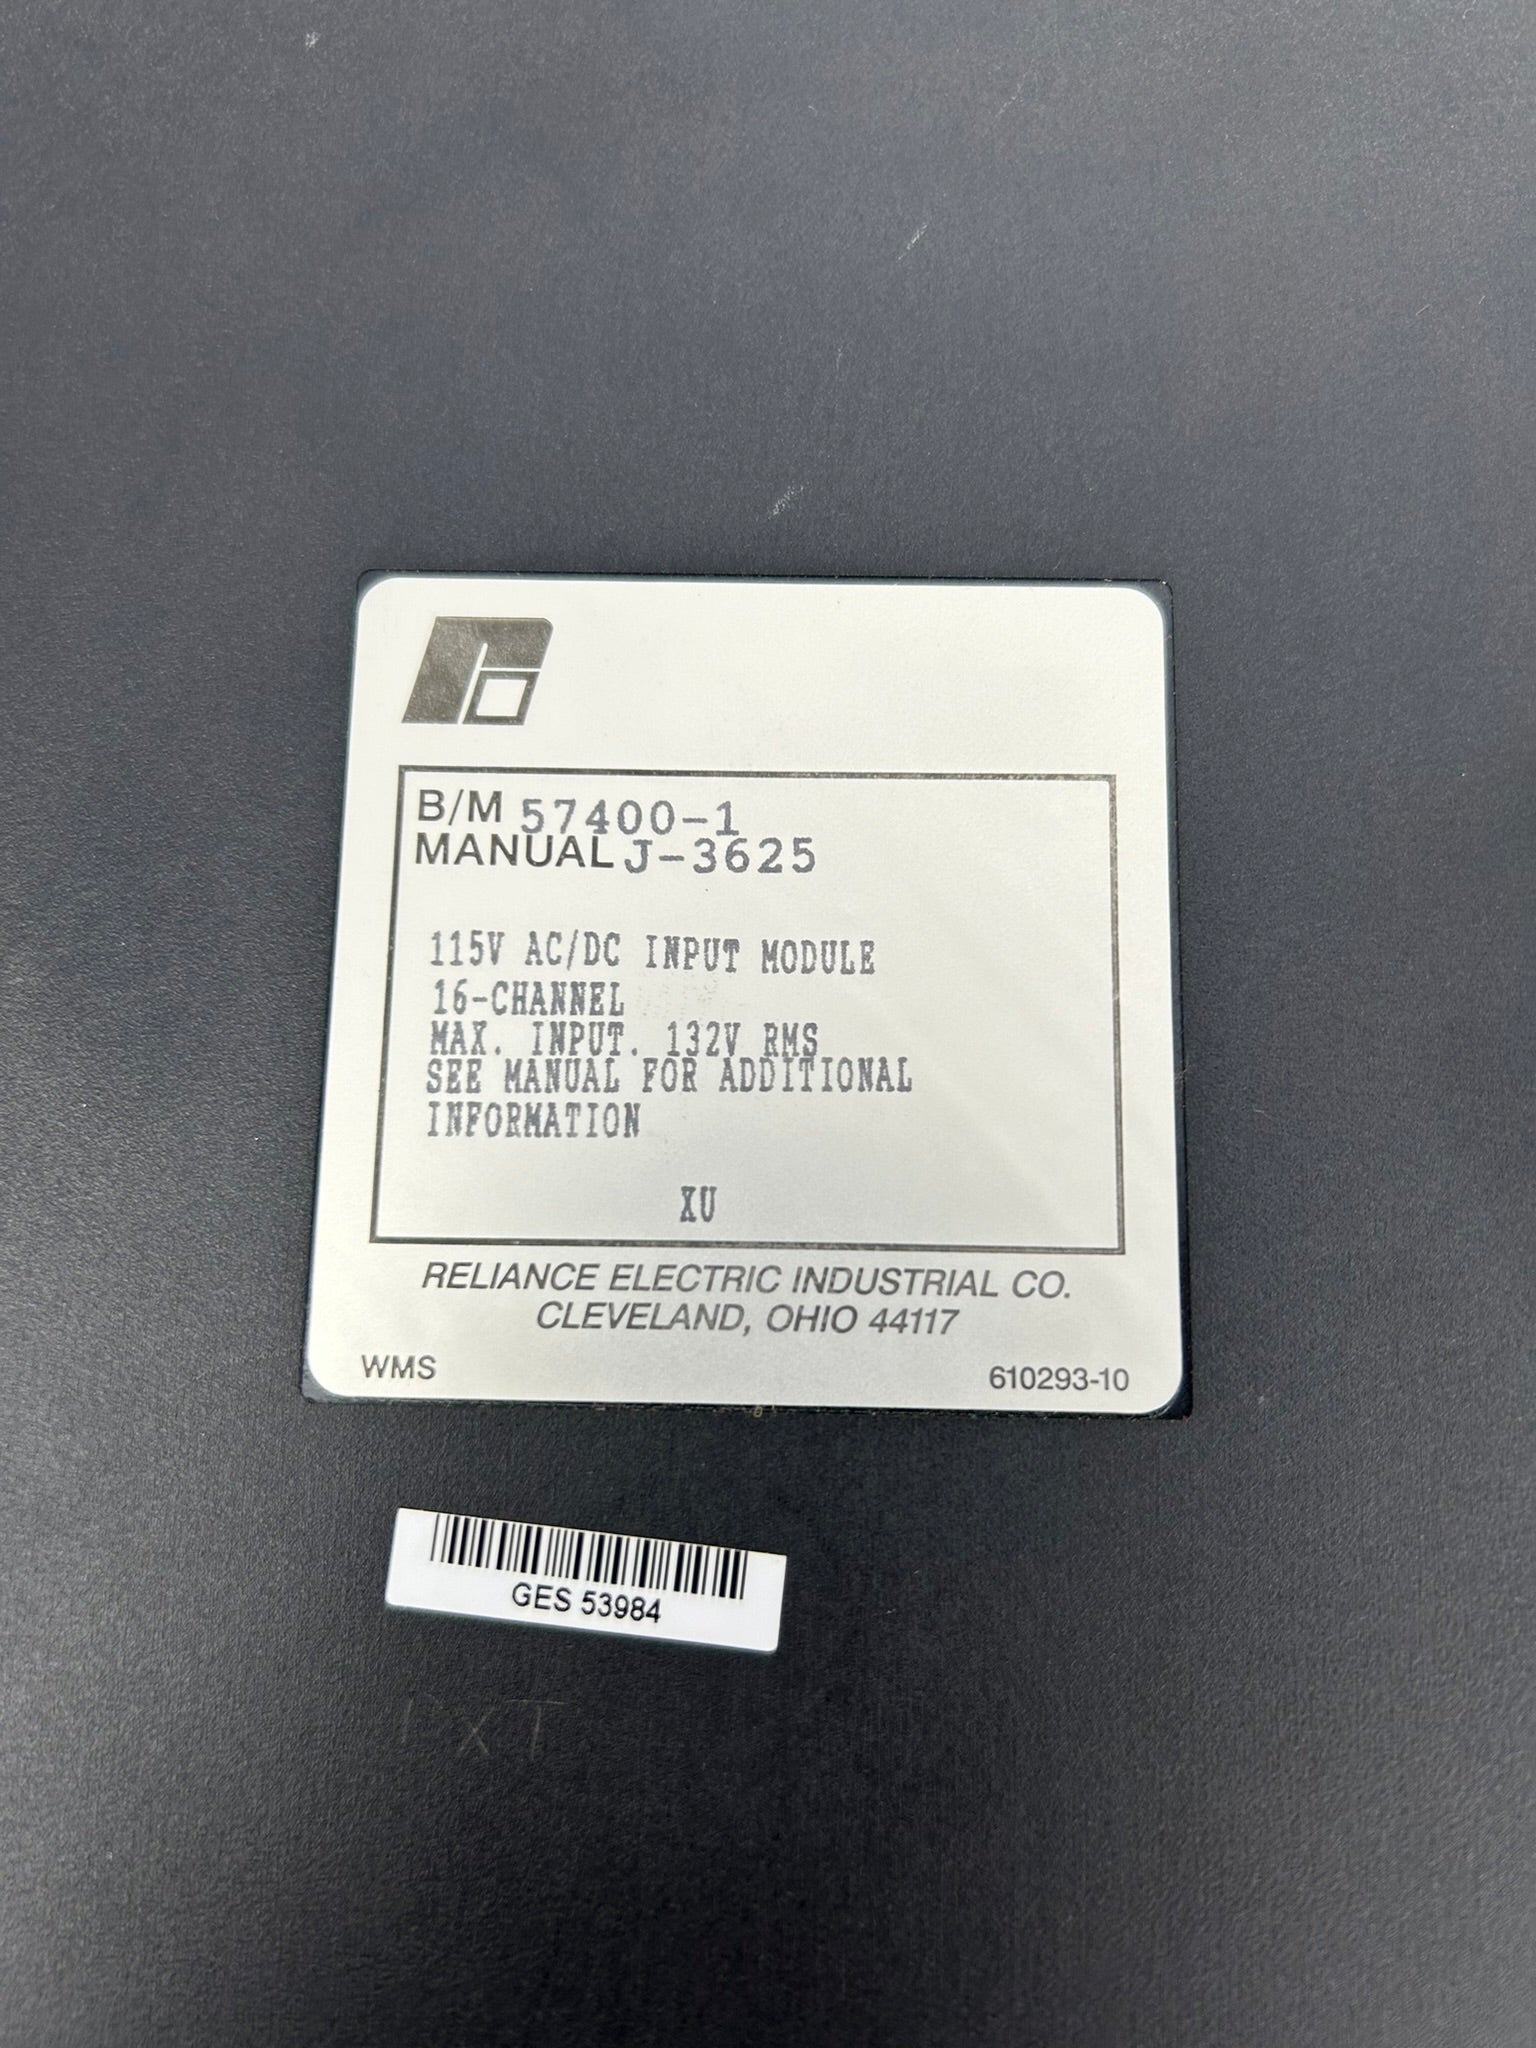 B/M 57400-1
MANUAL J-3625
115V AC/DC INPUT MODULE
16-CHANNEL
MAX. INPUT. 132V RMS
SEE MANUAL FOR ADDITIONAL
INFORMATION
XU
RELIANCE ELECTRIC INDUSTRIAL CO.
CLEVELAND, OHIO 44117
WMS 610293-10
GES 53984